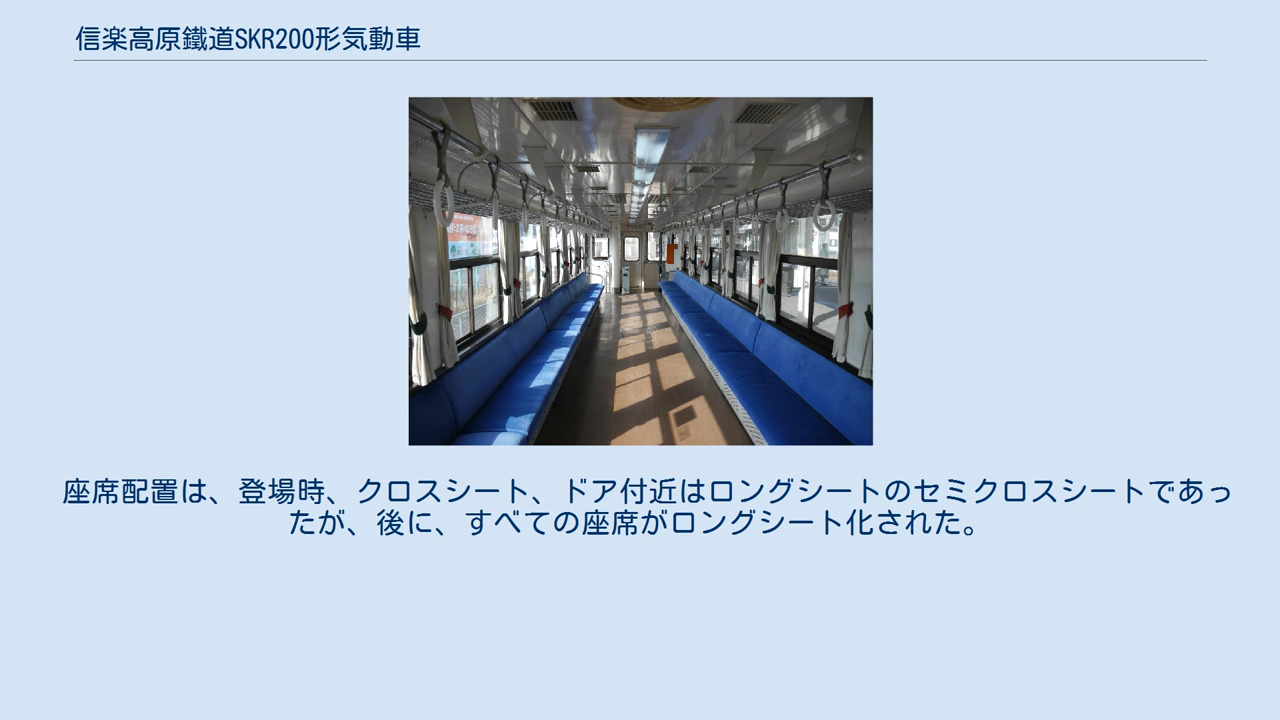 信楽高原鐵道SKR200形気動車
座席配置は、登場時、クロスシート、ドア付近はロングシートのセミクロスシートであっ
たが、後に、すべての座席がロングシート化された。